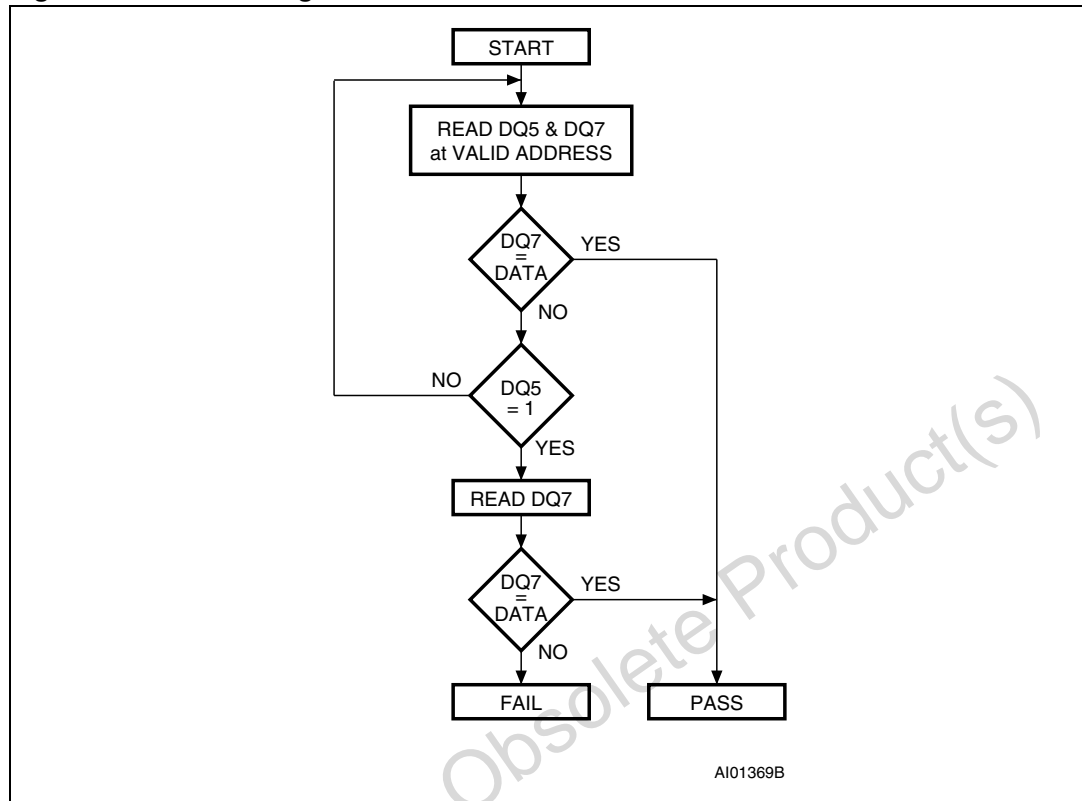 START
READ DQ5 & DQ7
at VALID ADDRESS
DQ7
=
DATA
YES
NO
NO
DQ5
= 1
YES
READ DQ7
DQ7
=
DATA
YES
NO
FAIL
PASS
Obsolete Product(s)
AI01369B